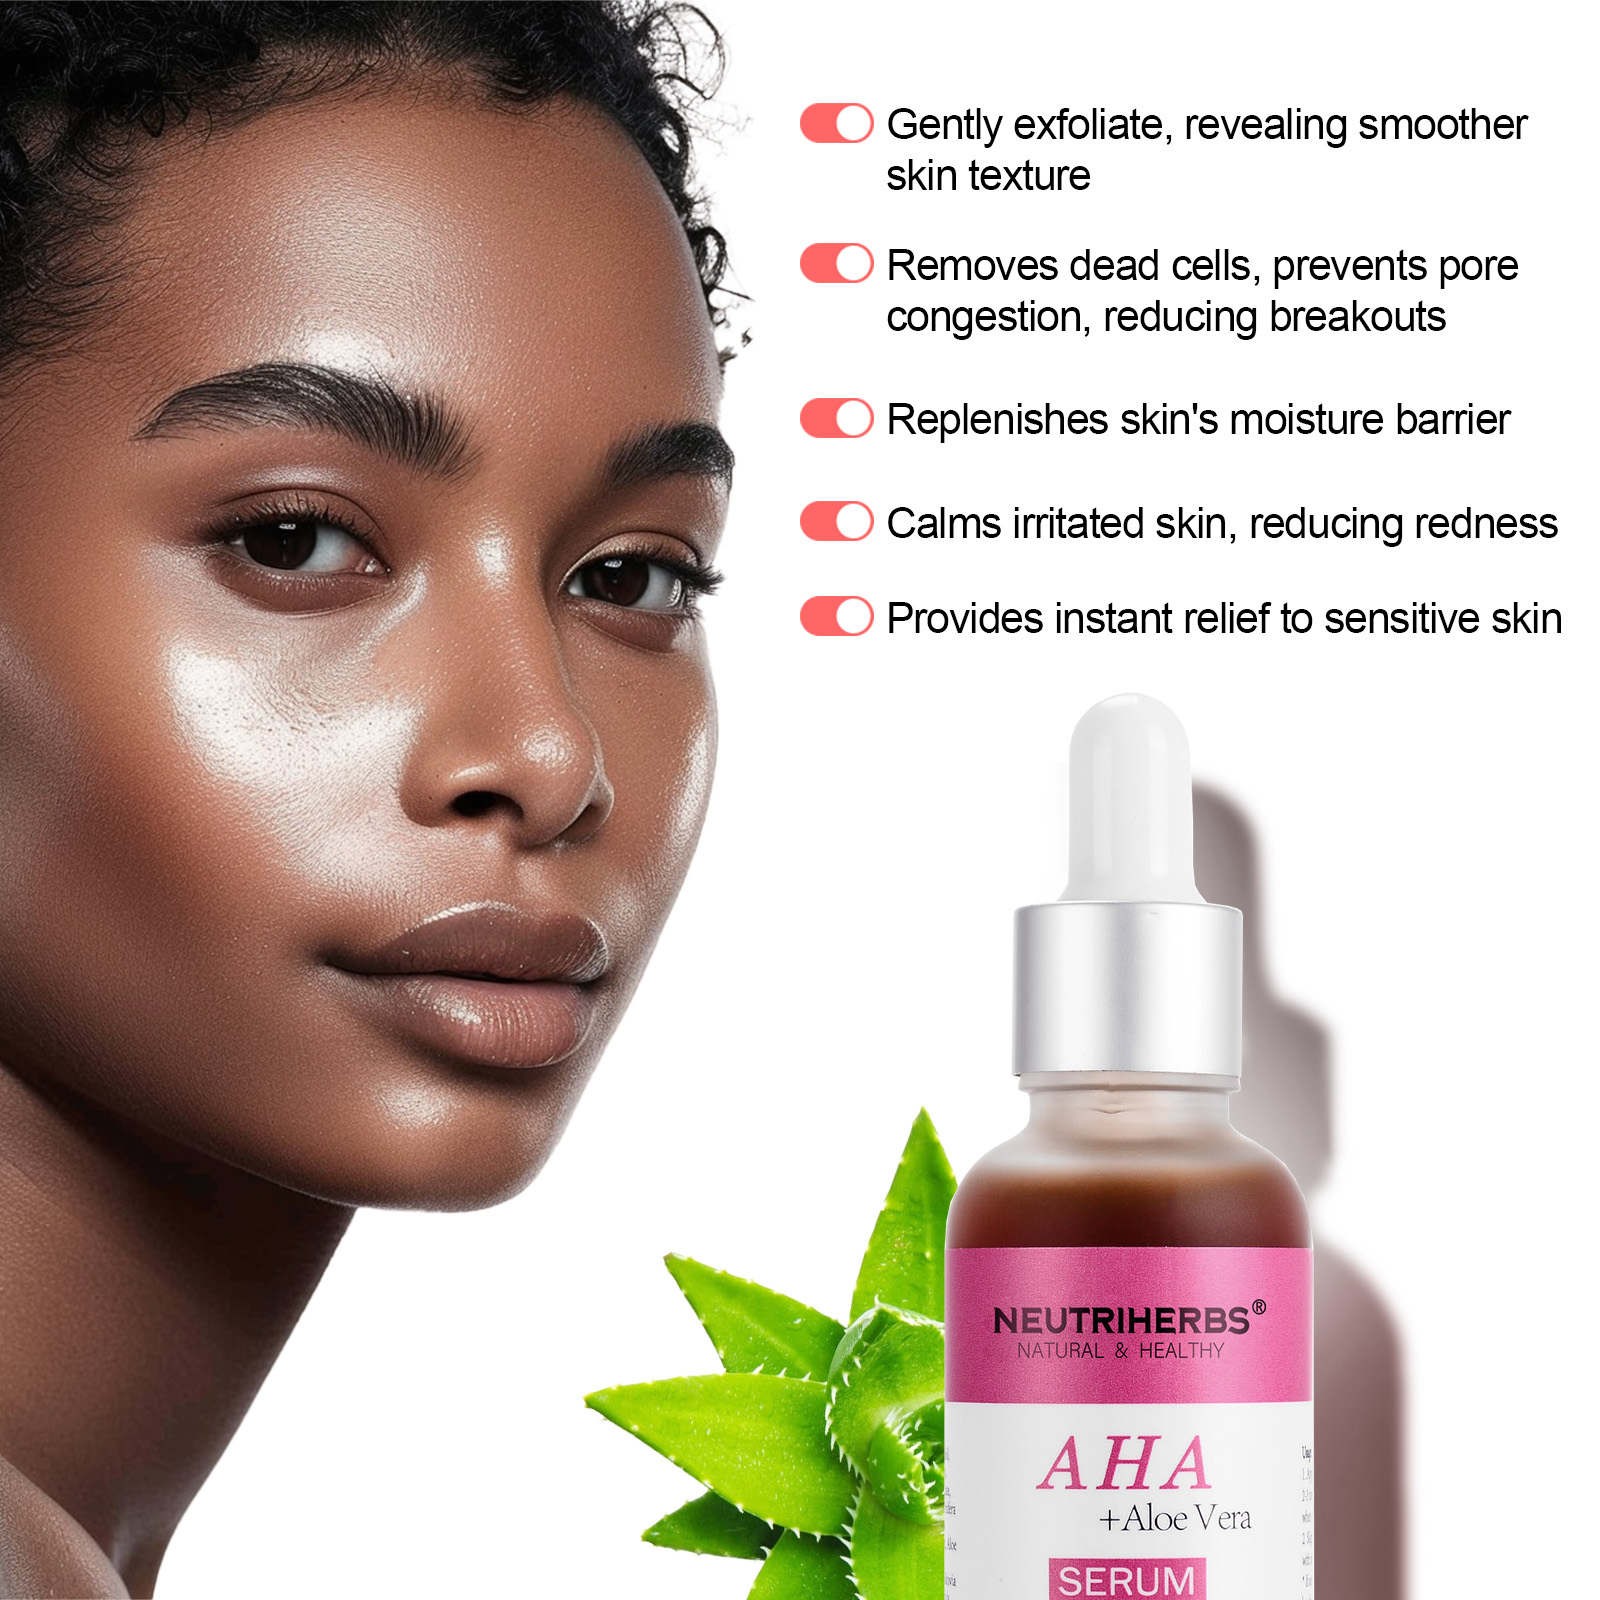 Gently exfoliate, revealing smoother
skin texture
Removes dead cells, prevents pore
congestion, reducing breakouts
Replenishes skin's moisture barrier
Calms irritated skin, reducing redness
Provides instant relief to sensitive skin
NEUTRIHERBS®
NATURAL & HEALTHY
AHA
+Aloe Vera
SERUM